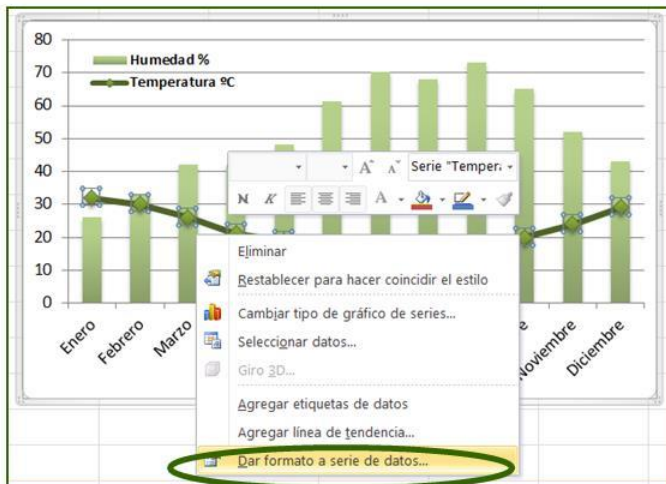 80
Humedad %
70
Temperatura ºC
60
50
40
30
20
10
0
Serie "Tempera
N K A
Eliminar
Restablecer para hacer coincidir el estilo
Cambiar tipo de gráfico de series...
Seleccionar datos...
Giro 3D...
Agregar etiquetas de datos
Agregar línea de tendencia...
Dar formato a serie de datos...
Enero
Febrero
Marzo
Noviembre
Diciembre